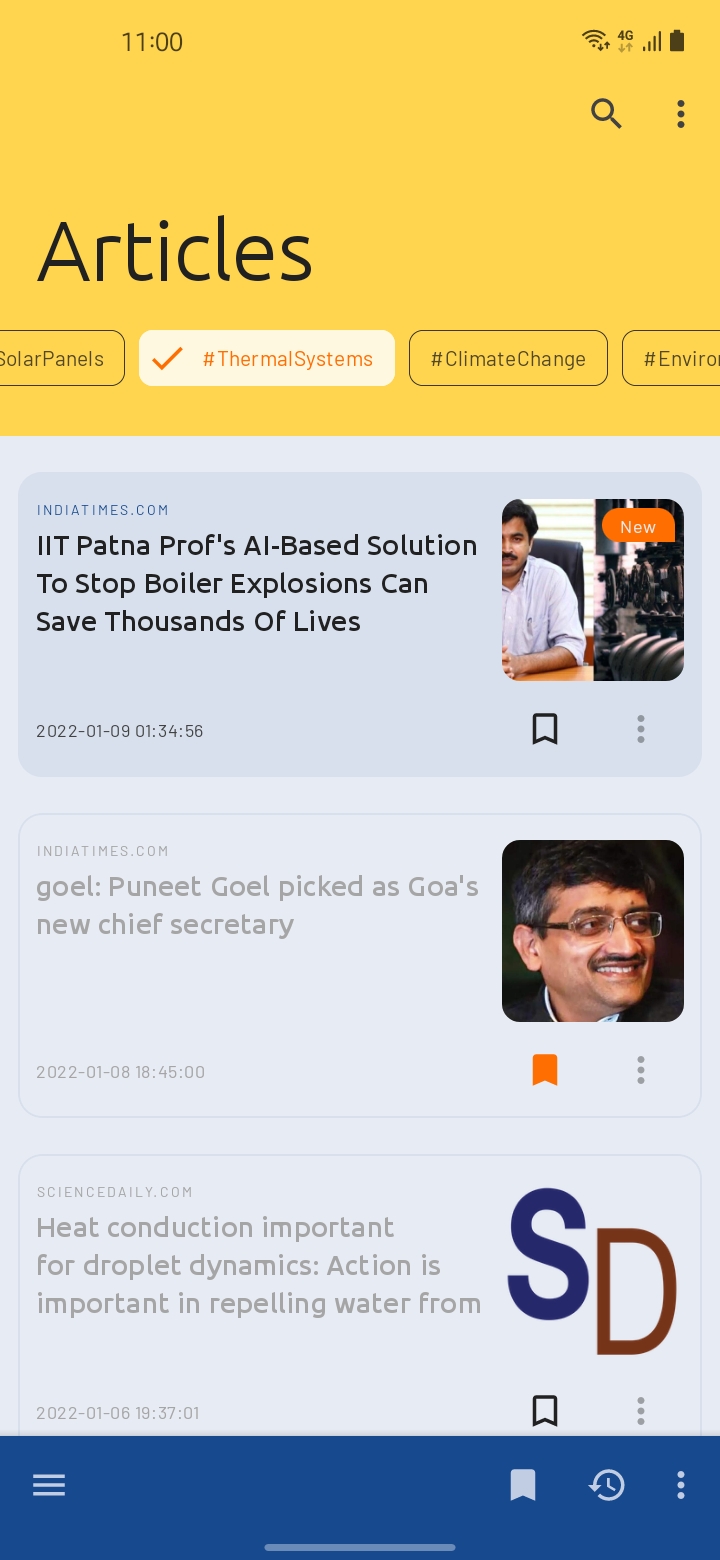 11:00
4G
Articles
SolarPanels
#ThermalSystems
#ClimateChange
#Enviro
INDIATIMES.COM
IIT Patna Prof's AI-Based Solution
To Stop Boiler Explosions Can
Save Thousands Of Lives
New
2022-01-09 01:34:56
INDIATIMES.COM
goel: Puneet Goel picked as Goa's
new chief secretary
2022-01-08 18:45:00
SCIENCEDAILY.COM
Heat conduction important
for droplet dynamics: Action is
important in repelling water from
SD
2022-01-06 19:37:01